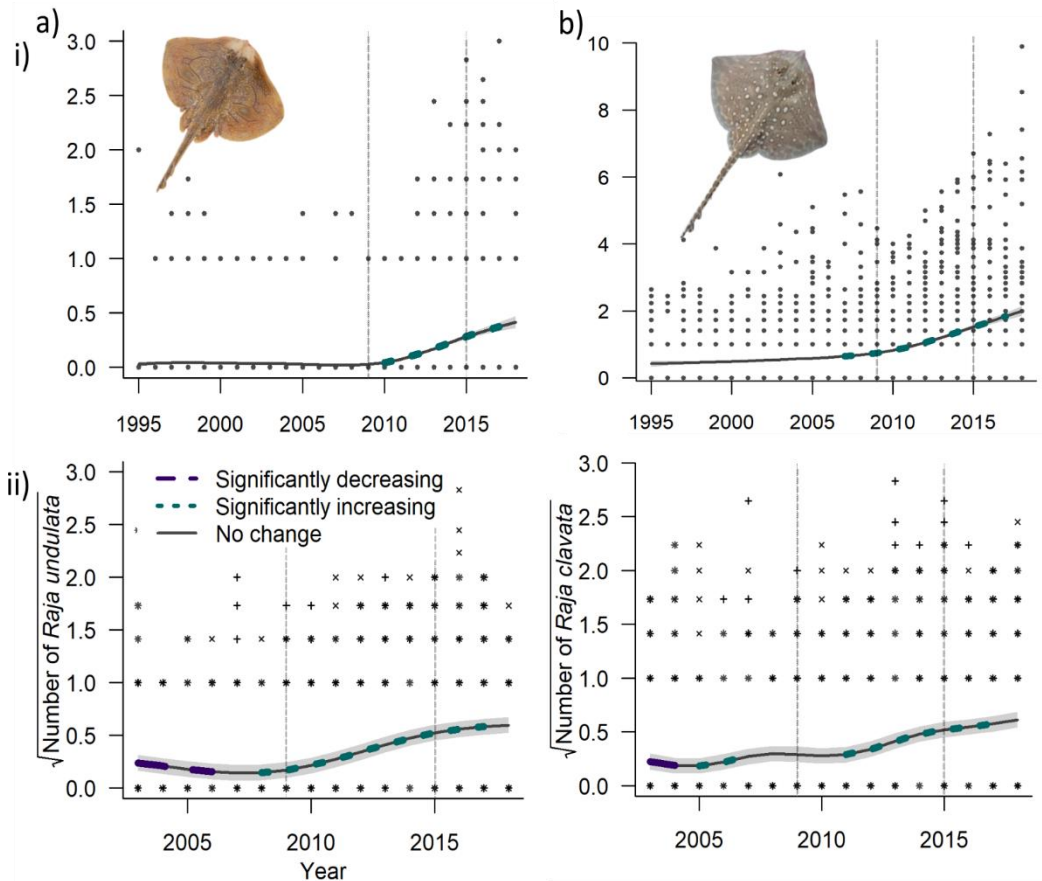 a)
b)
i)
3.0
2.5
2.0
1.5
1.0
0.5
0.0
1995 2000 2005 2010 2015
10
8
6
4
2
0
1995 2000 2005 2010 2015
ii)
√Number of Raja undulata
3.0
2.5
2.0
1.5
1.0
0.5
0.0
Significantly decreasing
Significantly increasing
No change
2005 2010 2015
Year
√Number of Raja clavata
3.0
2.5
2.0
1.5
1.0
0.5
0.0
2005 2010 2015